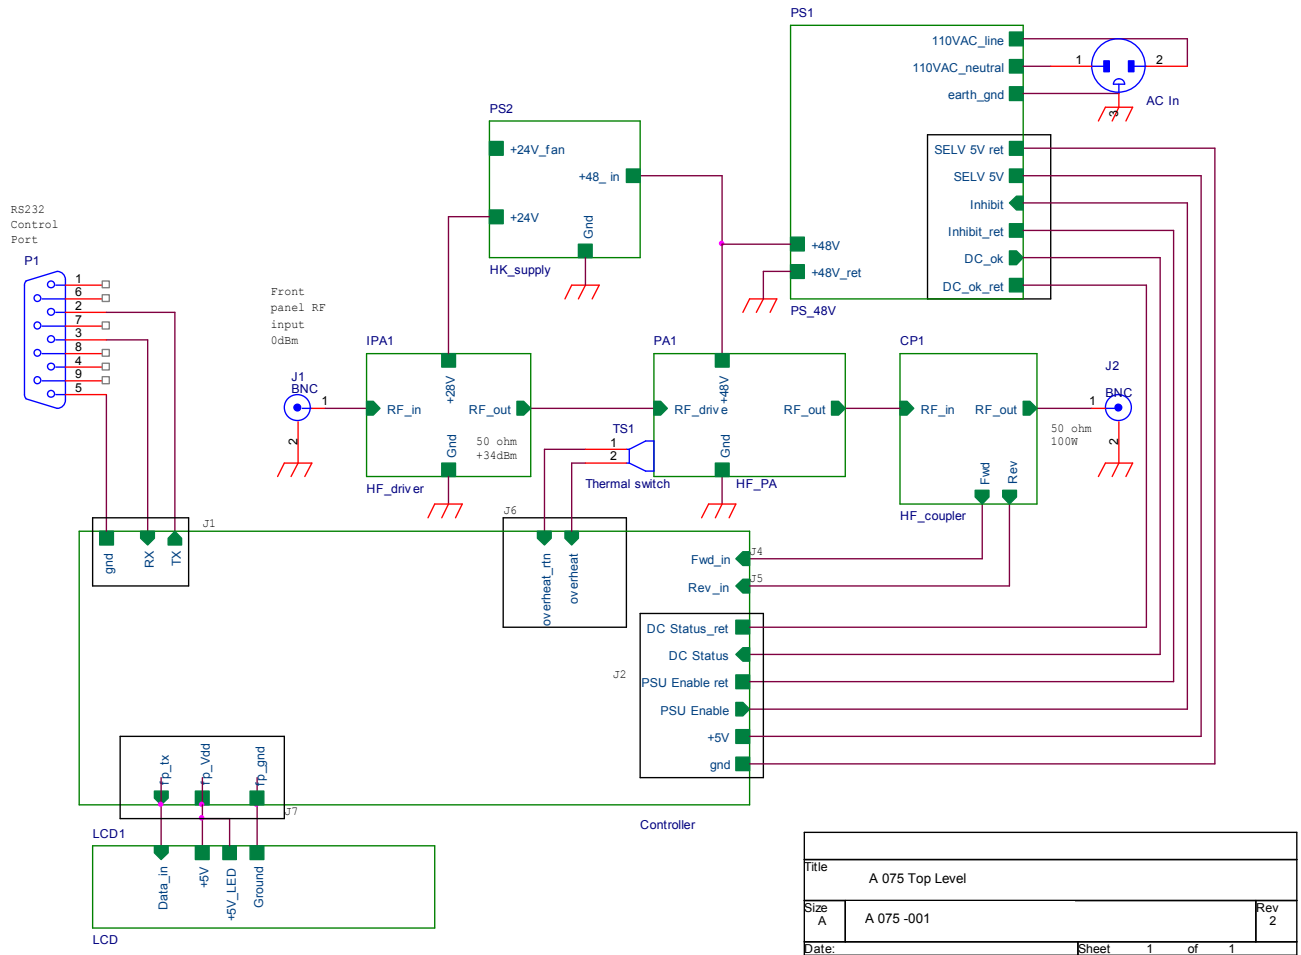 PS1
110VAC_line
110VAC_neutral
earth_gnd
1
2
3
AC In
SELV 5V ret
SELV 5V
Inhibit
Inhibit_ret
DC_ok
DC_ok_ret
+48V
+48V_ret
PS_48V
PS2
+24V_fan
+48_ in
+24V
Gnd
HK_supply
RS232
Control
Port
P1
1
6
2
7
3
8
4
9
5
Front
panel RF
input
0dBm
J1
BNC
1
2
IPA1
+28V
RF_in
RF_out
50 ohm
+34dBm
Gnd
HF_driver
PA1
+48V
RF_drive
RF_out
Gnd
HF_PA
TS1
1
2
Thermal switch
CP1
RF_in
RF_out
Fwd
Rev
HF_coupler
J2
BNC
1
2
50 ohm
100W
J1
gnd
RX
TX
J6
overheat_rtn
overheat
Fwd_in
J4
Rev_in
J5
J2
DC Status_ret
DC Status
PSU Enable ret
PSU Enable
+5V
gnd
fp_tx
fp_Vdd
fp_gnd
J7
Controller
LCD1
Data_in
+5V
+5V_LED
Ground
LCD
Title
A 075 Top Level
Size
A
A 075 -001
Rev
2
Date:
Sheet 1 of 1